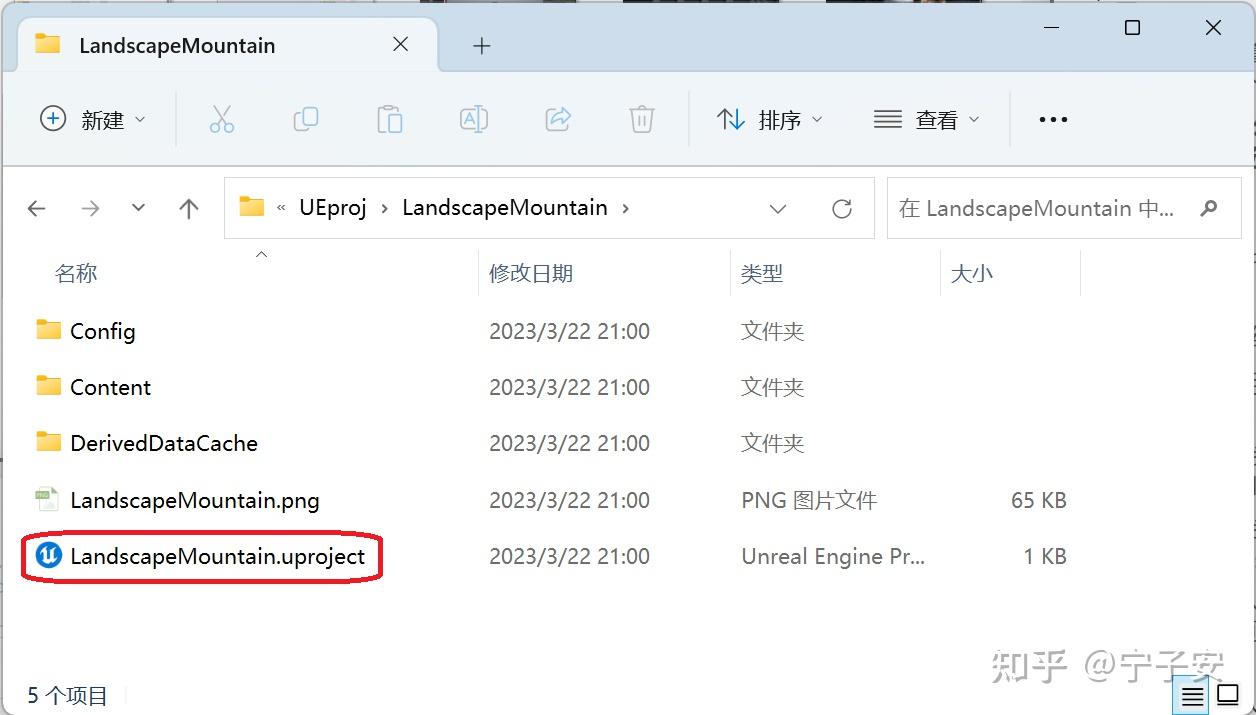 LandscapeMountain
新建
排序
查看
« UEproj › LandscapeMountain ›
在 LandscapeMountain 中...
名称 修改日期 类型 大小
Config 2023/3/22 21:00 文件夹
Content 2023/3/22 21:00 文件夹
DerivedDataCache 2023/3/22 21:00 文件夹
LandscapeMountain.png 2023/3/22 21:00 PNG 图片文件 65 KB
LandscapeMountain.uproject 2023/3/22 21:00 Unreal Engine Pr... 1 KB
知乎 @宁子安
5 个项目